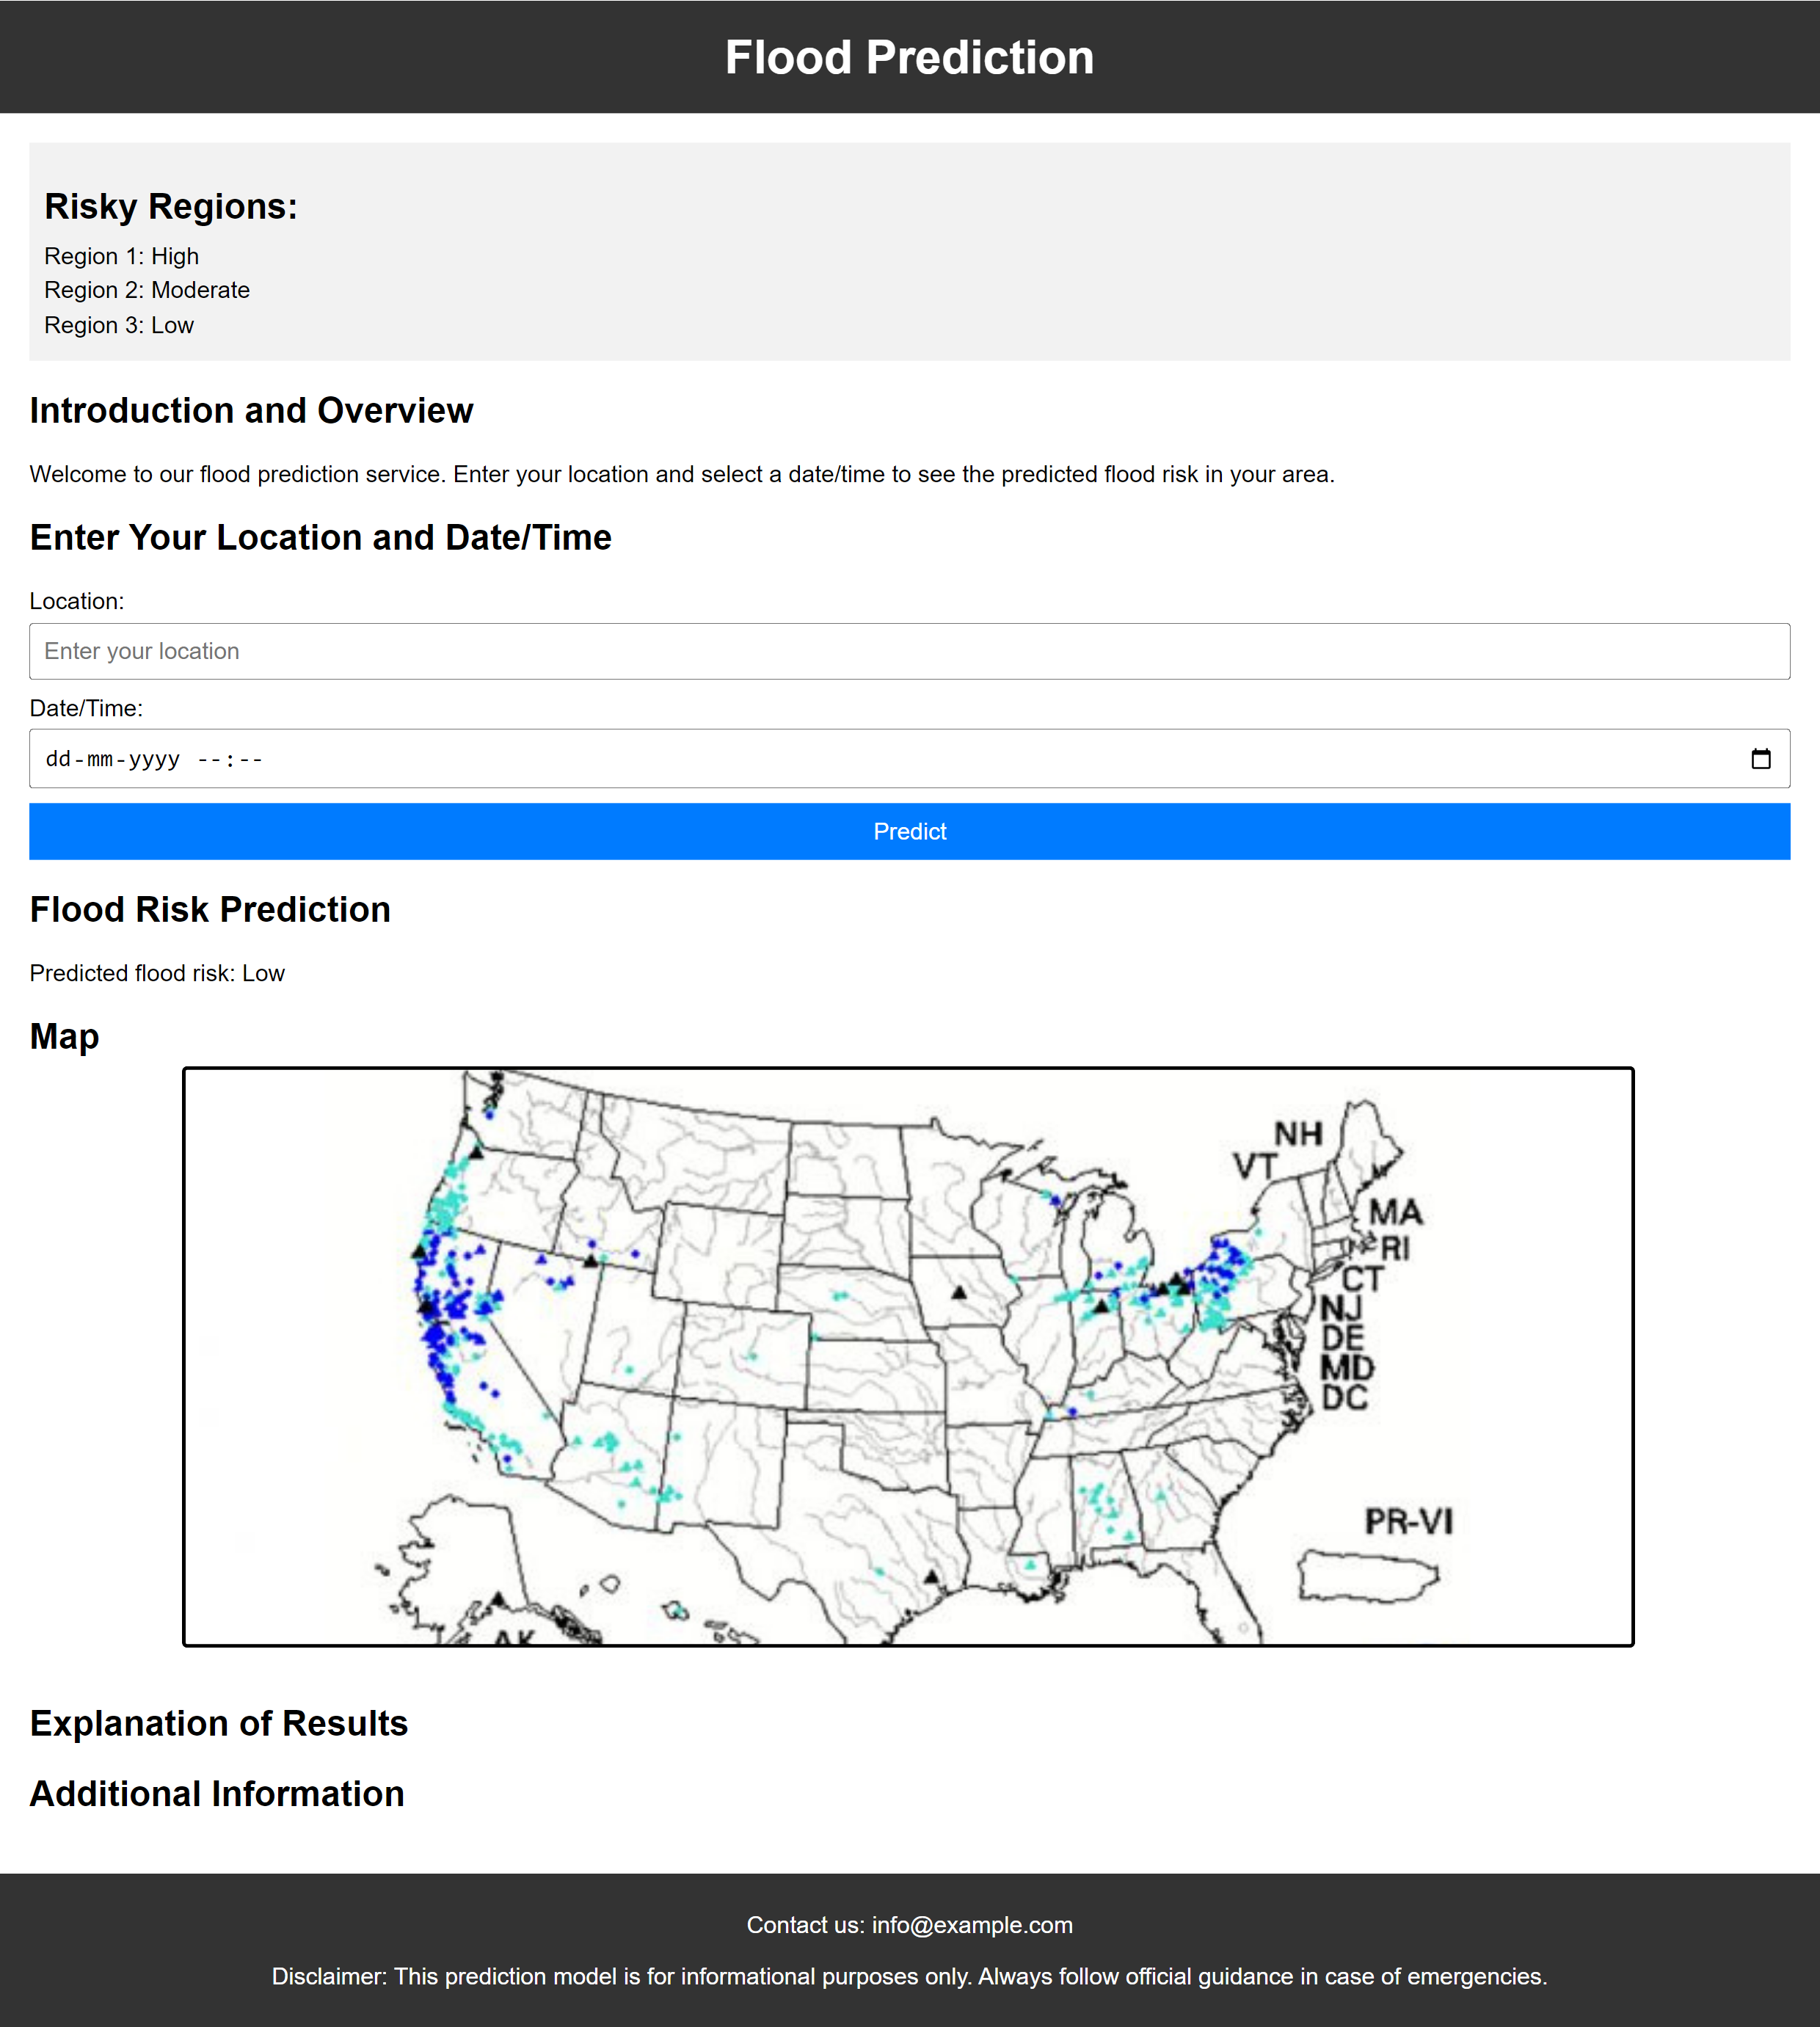 Flood Prediction
Risky Regions:
Region 1: High
Region 2: Moderate
Region 3: Low
Introduction and Overview
Welcome to our flood prediction service. Enter your location and select a date/time to see the predicted flood risk in your area.
Enter Your Location and Date/Time
Location:
Enter your location
Date/Time:
dd-mm-yyyy --:--
Predict
Flood Risk Prediction
Predicted flood risk: Low
Map
NH
VT
MA
RI
CT
NJ
DE
MD
DC
PR-VI
AK
Explanation of Results
Additional Information
Contact us: info@example.com
Disclaimer: This prediction model is for informational purposes only. Always follow official guidance in case of emergencies.